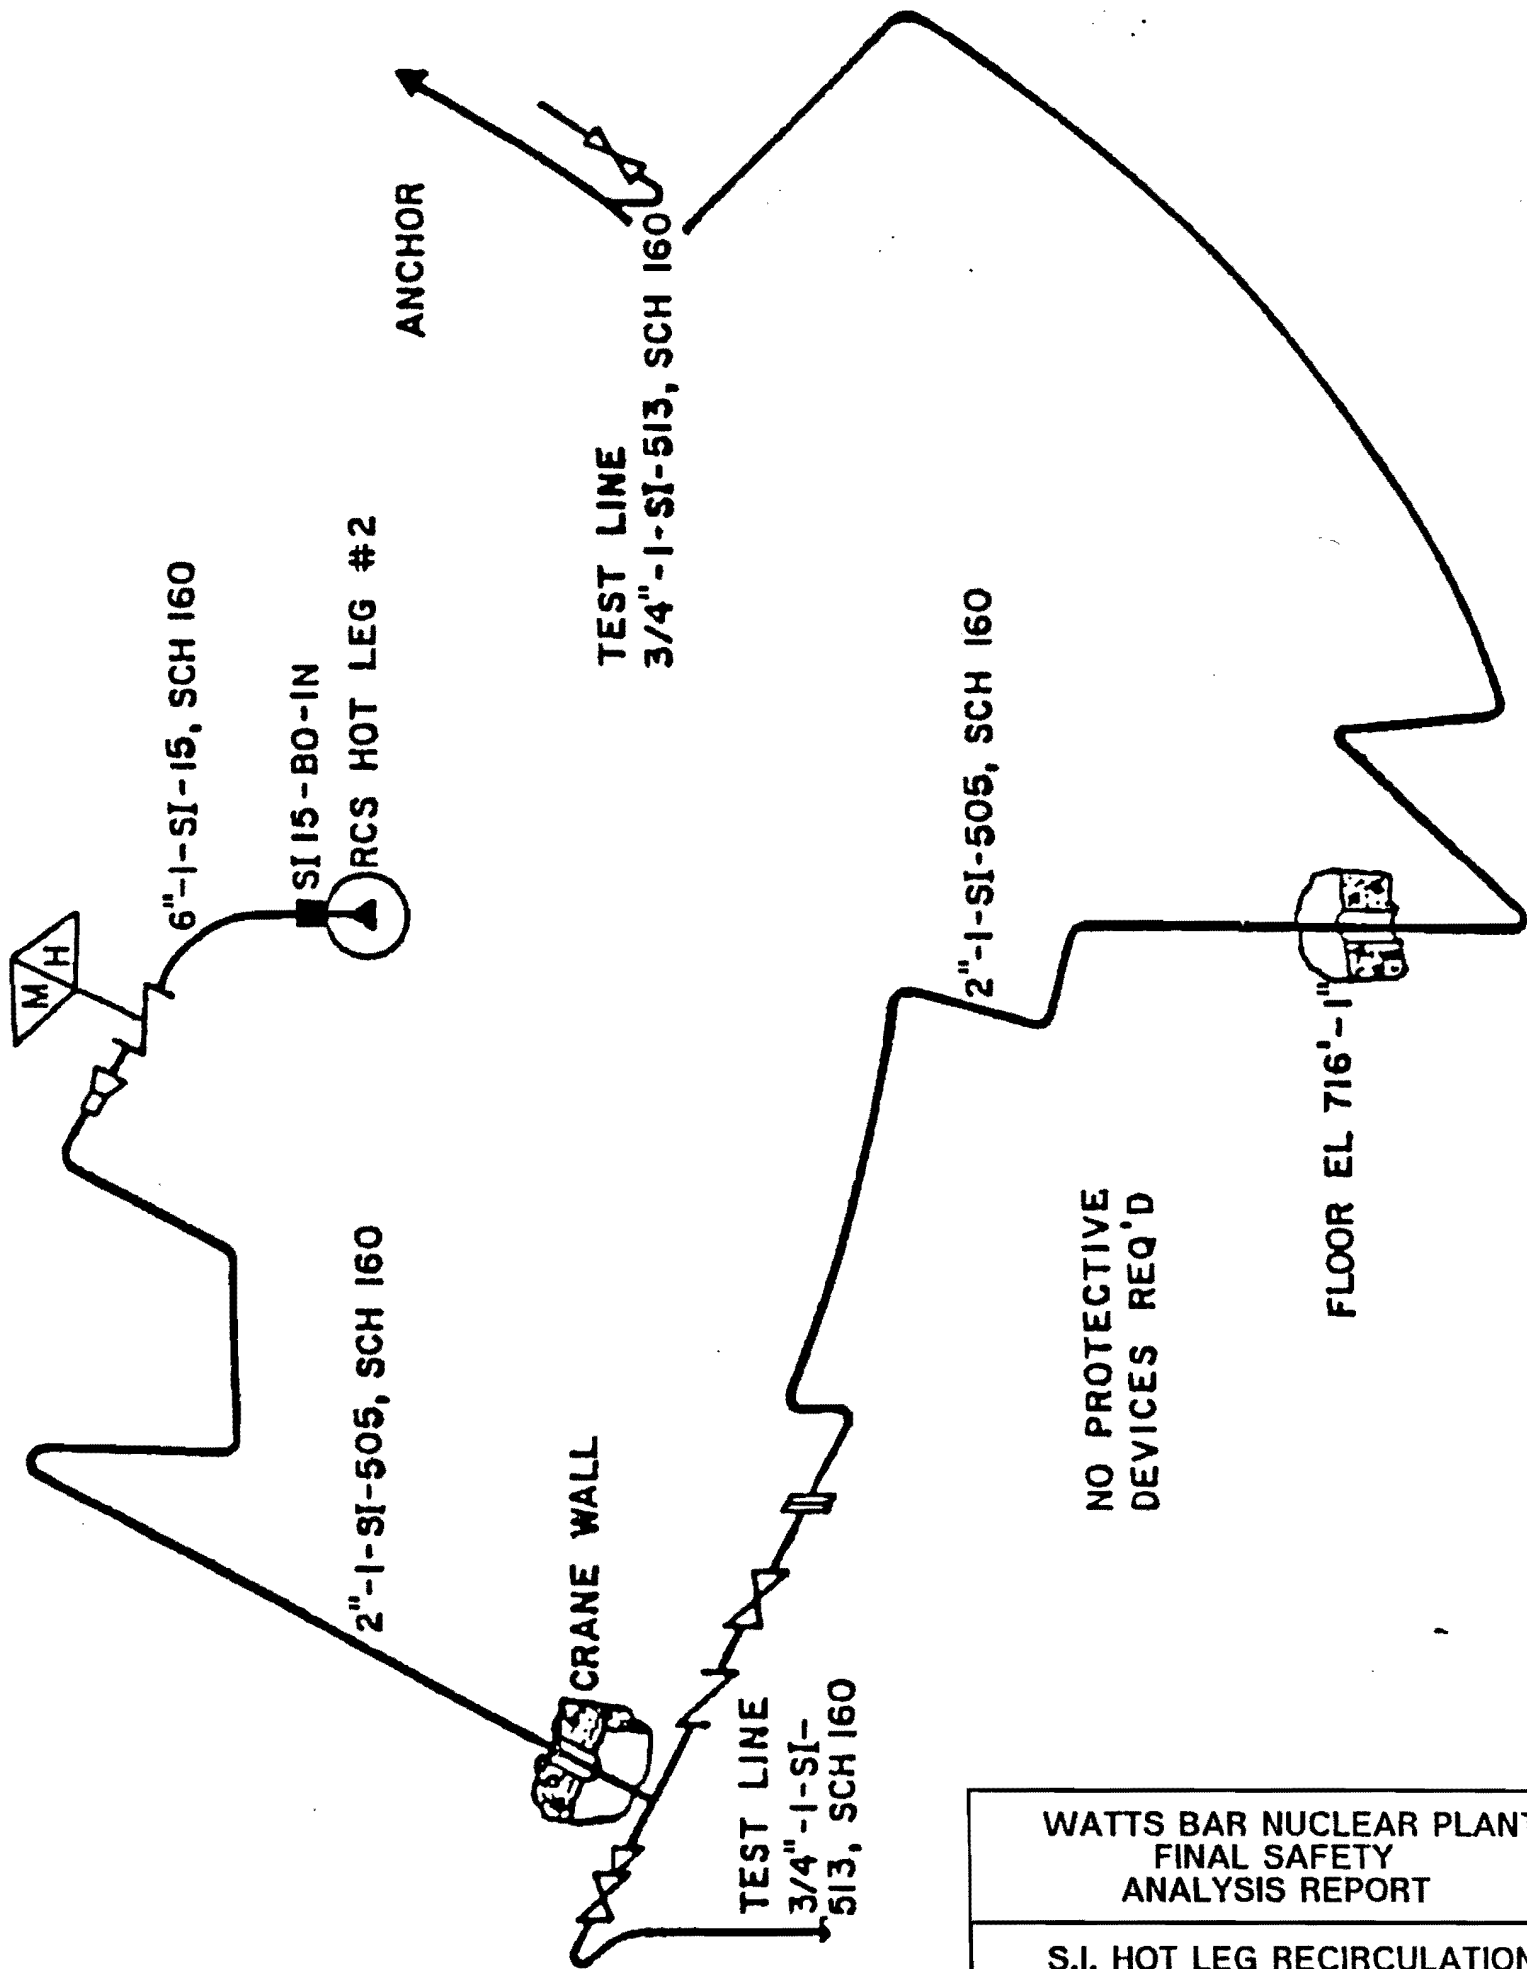 M
H
6"-1-SI-15, SCH 160
SI 15-BO-IN
RCS HOT LEG #2
ANCHOR
TEST LINE
3/4"-1-SI-513, SCH 160
2"-1-SI-505, SCH 160
CRANE WALL
2"-1-SI-505, SCH 160
TEST LINE
3/4"-1-SI-
513, SCH 160
NO PROTECTIVE
DEVICES REQ'D
FLOOR EL 716'-1"
WATTS BAR NUCLEAR PLANT
FINAL SAFETY
ANALYSIS REPORT
S.I. HOT LEG RECIRCULATION